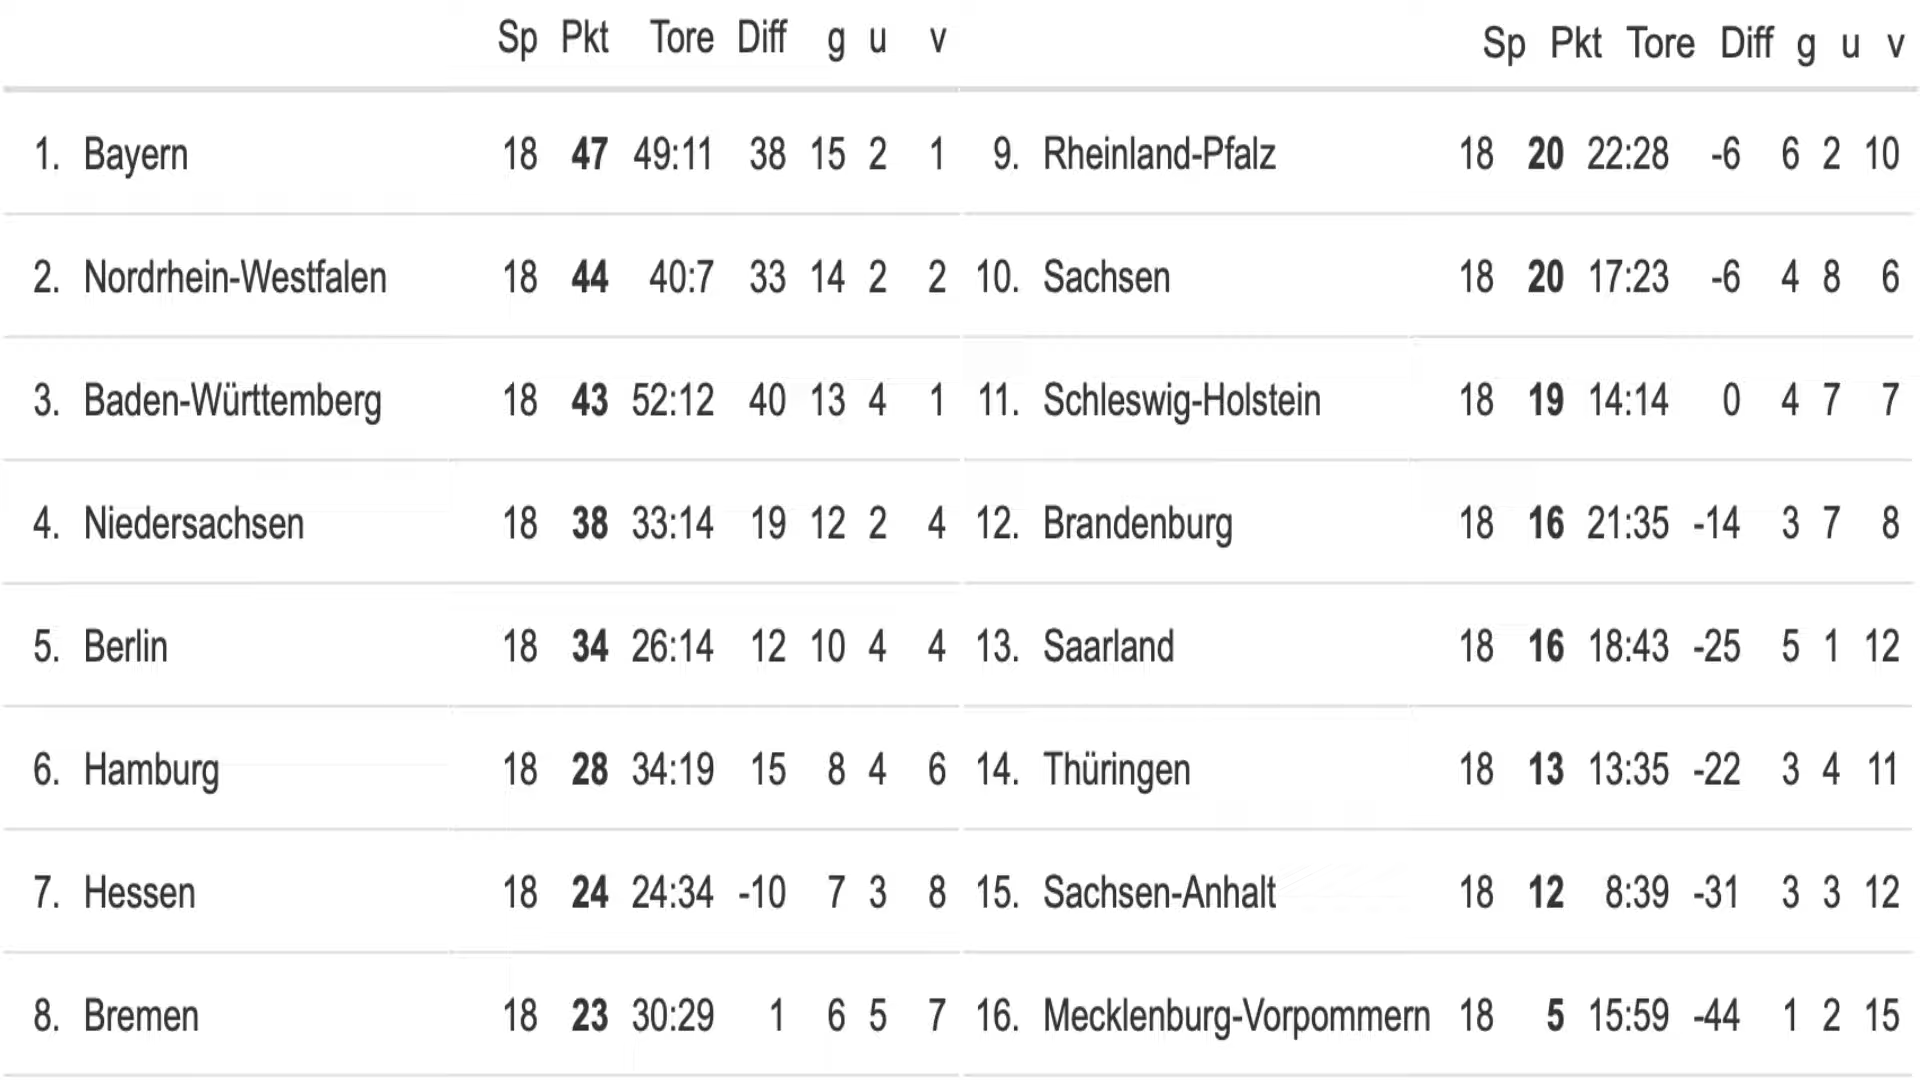 Sp Pkt Tore Diff g u v
1. Bayern 18 47 49:11 38 15 2 1
2. Nordrhein-Westfalen 18 44 40:7 33 14 2 2
3. Baden-Württemberg 18 43 52:12 40 13 4 1
4. Niedersachsen 18 38 33:14 19 12 2 4
5. Berlin 18 34 26:14 12 10 4 4
6. Hamburg 18 28 34:19 15 8 4 6
7. Hessen 18 24 24:34 -10 7 3 8
8. Bremen 18 23 30:29 1 6 5 7
Sp Pkt Tore Diff g u v
9. Rheinland-Pfalz 18 20 22:28 -6 6 2 10
10. Sachsen 18 20 17:23 -6 4 8 6
11. Schleswig-Holstein 18 19 14:14 0 4 7 7
12. Brandenburg 18 16 21:35 -14 3 7 8
13. Saarland 18 16 18:43 -25 5 1 12
14. Thüringen 18 13 13:35 -22 3 4 11
15. Sachsen-Anhalt 18 12 8:39 -31 3 3 12
16. Mecklenburg-Vorpommern 18 5 15:59 -44 1 2 15